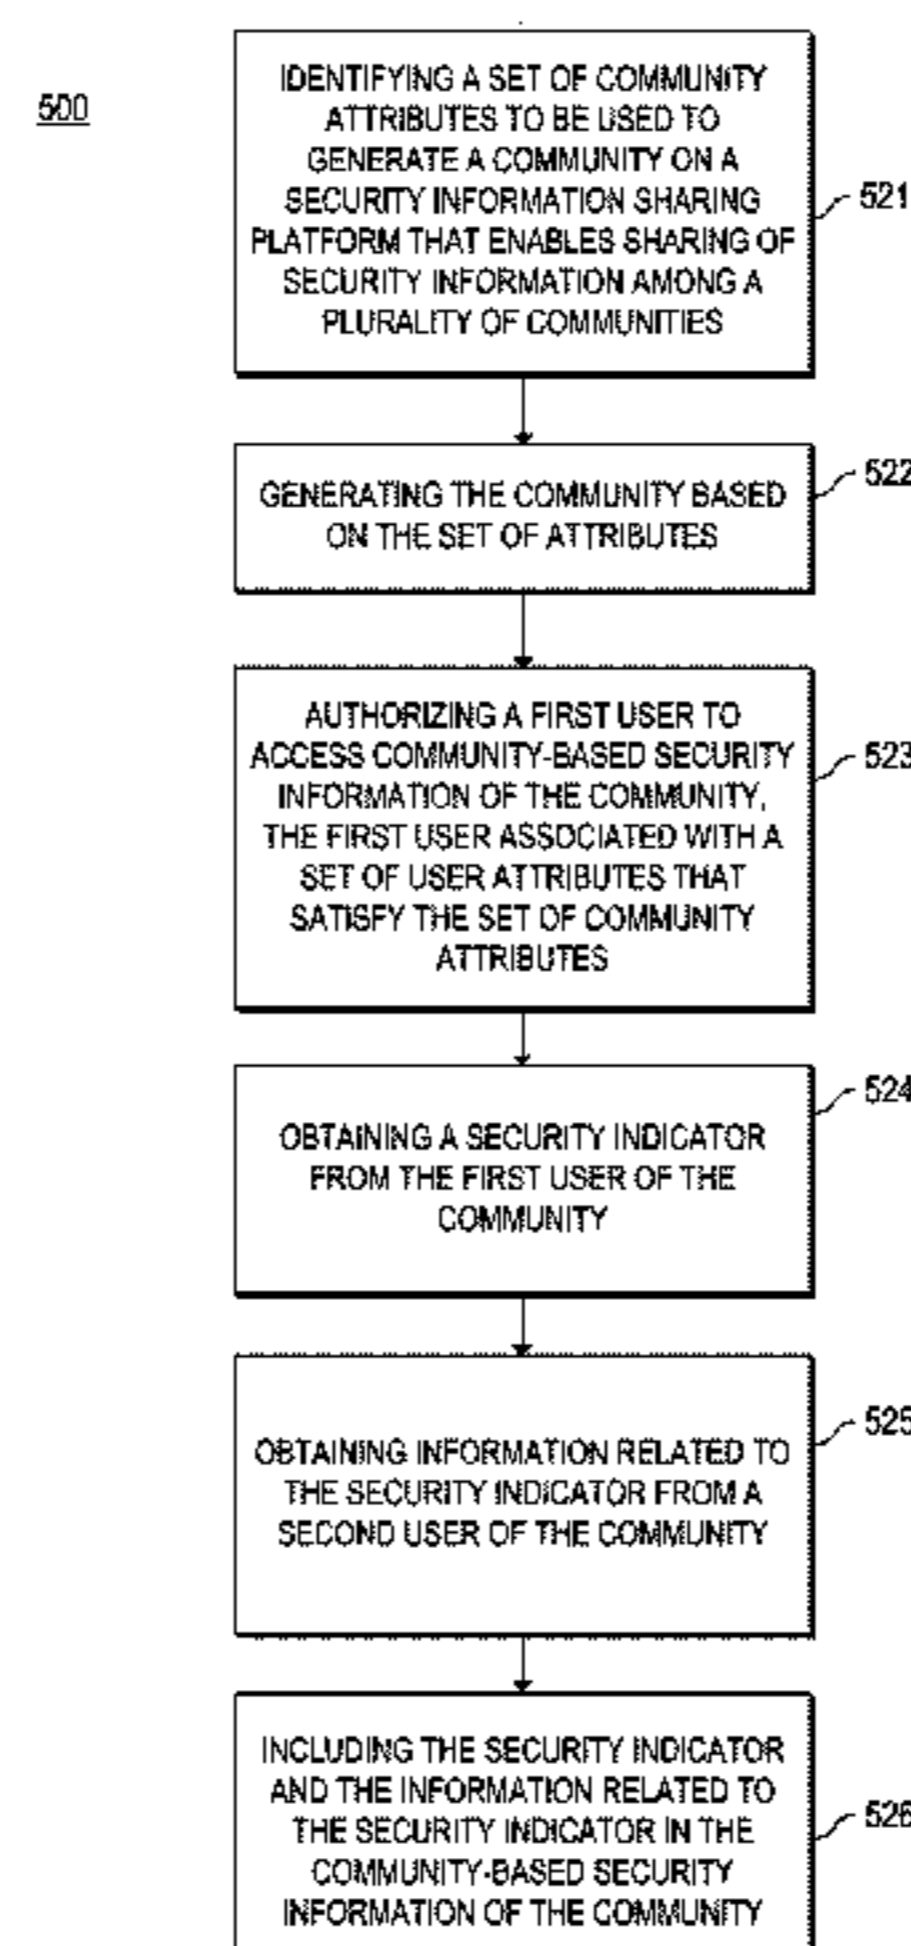 500
IDENTIFYING A SET OF COMMUNITY
ATTRIBUTES TO BE USED TO
GENERATE A COMMUNITY ON A
SECURITY INFORMATION SHARING
PLATFORM THAT ENABLES SHARING OF
SECURITY INFORMATION AMONG A
PLURALITY OF COMMUNITIES
521
GENERATING THE COMMUNITY BASED
ON THE SET OF ATTRIBUTES
522
AUTHORIZING A FIRST USER TO
ACCESS COMMUNITY-BASED SECURITY
INFORMATION OF THE COMMUNITY,
THE FIRST USER ASSOCIATED WITH A
SET OF USER ATTRIBUTES THAT
SATISFY THE SET OF COMMUNITY
ATTRIBUTES
523
OBTAINING A SECURITY INDICATOR
FROM THE FIRST USER OF THE
COMMUNITY
524
OBTAINING INFORMATION RELATED TO
THE SECURITY INDICATOR FROM A
SECOND USER OF THE COMMUNITY
525
INCLUDING THE SECURITY INDICATOR
AND THE INFORMATION RELATED TO
THE SECURITY INDICATOR IN THE
COMMUNITY-BASED SECURITY
INFORMATION OF THE COMMUNITY
526